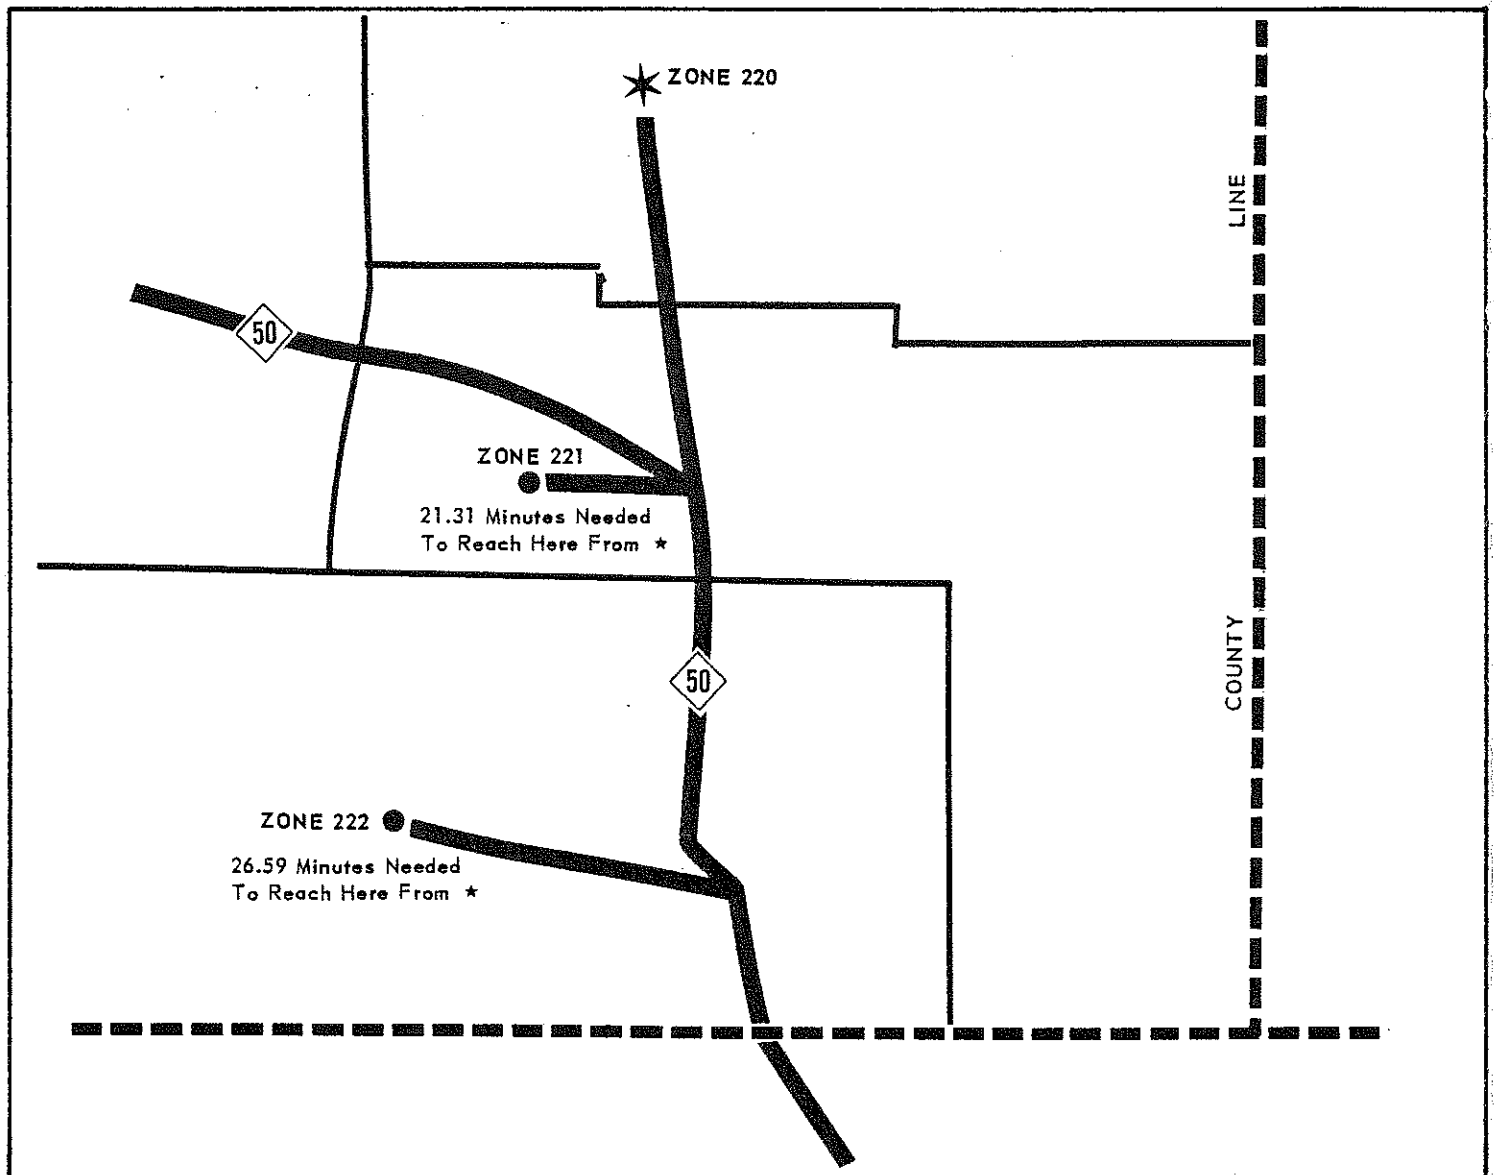 ZONE 220
LINE
50
ZONE 221
21.31 Minutes Needed
To Reach Here From ★
COUNTY
50
ZONE 222
26.59 Minutes Needed
To Reach Here From ★